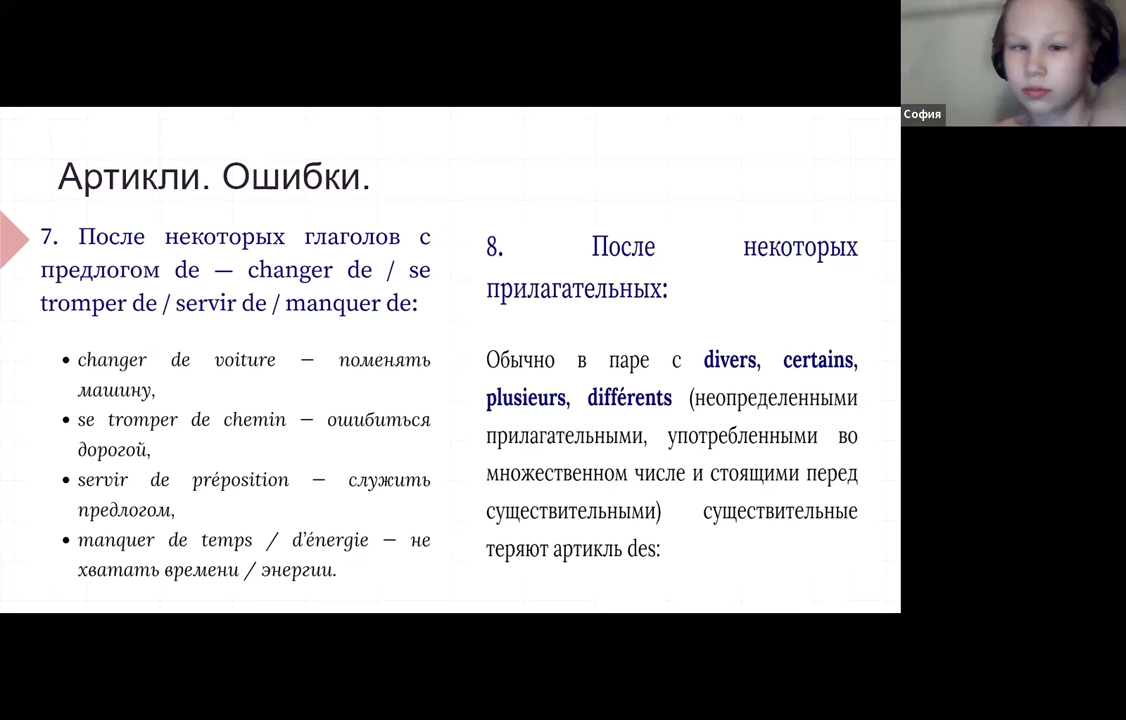 София
Артикли. Ошибки.
7. После некоторых глаголов с
предлогом de — changer de / se
tromper de / servir de / manquer de:
• changer de voiture — поменять
машину,
• se tromper de chemin — ошибиться
дорогой,
• servir de préposition — служить
предлогом,
• manquer de temps / d’énergie — не
хватать времени / энергии.
8. После некоторых
прилагательных:
Обычно в паре с divers, certains,
plusieurs, différents (неопределенными
прилагательными, употребленными во
множественном числе и стоящими перед
существительными) существительные
теряют артикль des: